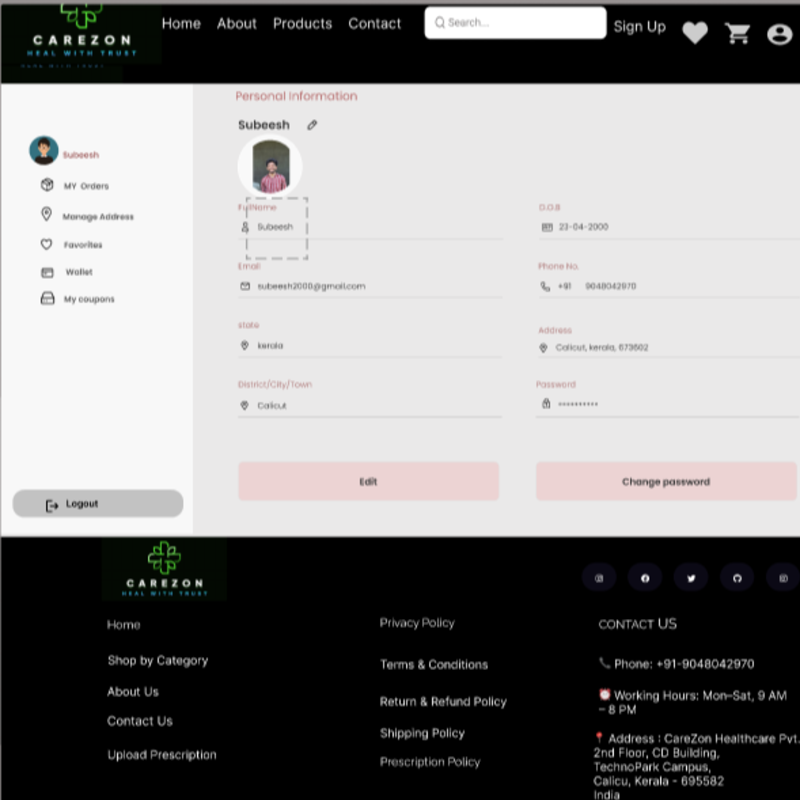 CAREZON
HEAL WITH TRUST
Home About Products Contact
Search...
Sign Up
Subeesh
MY Orders
Manage Address
Favorites
Wallet
My coupons
Logout
Personal Information
Subeesh
FullName
Subeesh
D.O.B
23-04-2000
Email
subeesh2000@gmail.com
Phone No.
+91 9048042970
state
kerala
Address
Calicut, kerala, 673602
District/City/Town
Calicut
Password
Edit
Change password
CAREZON
HEAL WITH TRUST
Home
Shop by Category
About Us
Contact Us
Upload Prescription
Privacy Policy
Terms & Conditions
Return & Refund Policy
Shipping Policy
Prescription Policy
CONTACT US
Phone: +91-9048042970
Working Hours: Mon–Sat, 9 AM
– 8 PM
Address : CareZon Healthcare Pvt.
2nd Floor, CD Building,
TechnoPark Campus,
Calicu, Kerala - 695582
India